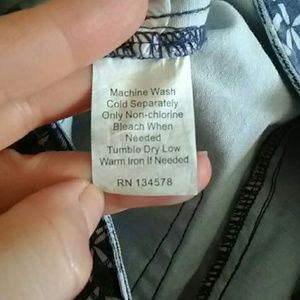 Machine Wash
Cold Separately
Only Non-chlorine
Bleach When
Needed
Tumble Dry Low
Warm Iron If Needed
RN 134578